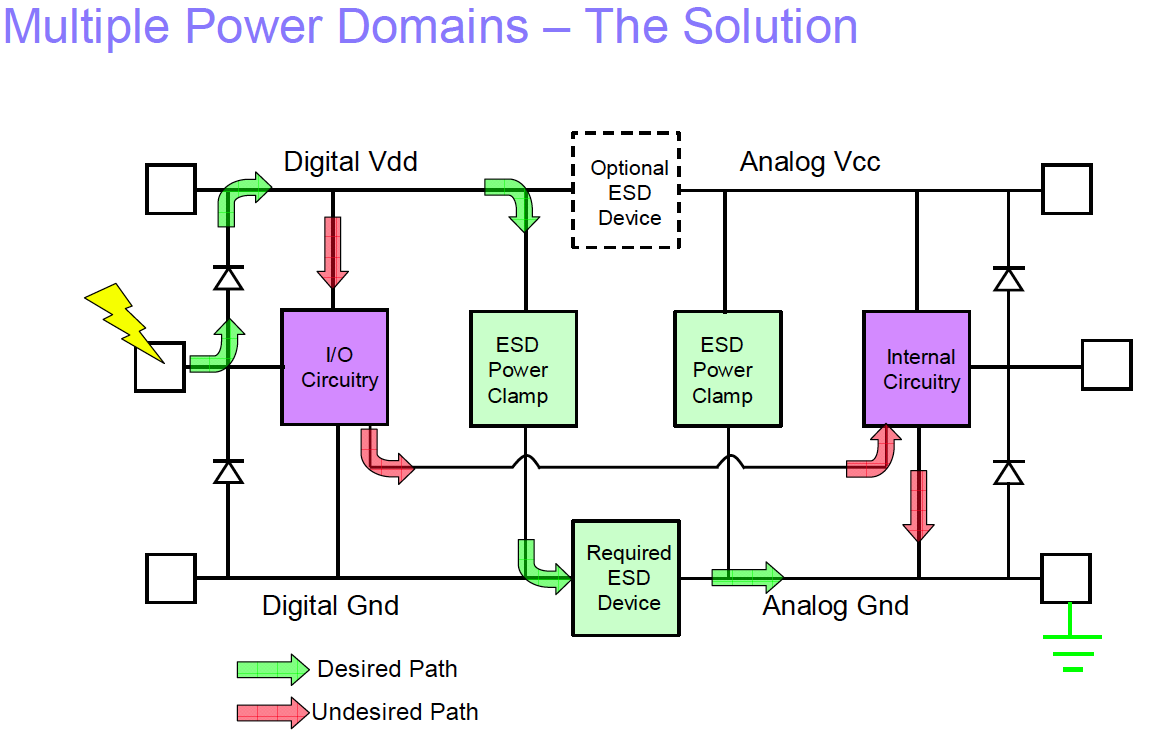 Multiple Power Domains – The Solution
Digital Vdd
Optional
ESD
Device
Analog Vcc
I/O
Circuitry
ESD
Power
Clamp
ESD
Power
Clamp
Internal
Circuitry
Required
ESD
Device
Digital Gnd
Analog Gnd
Desired Path
Undesired Path